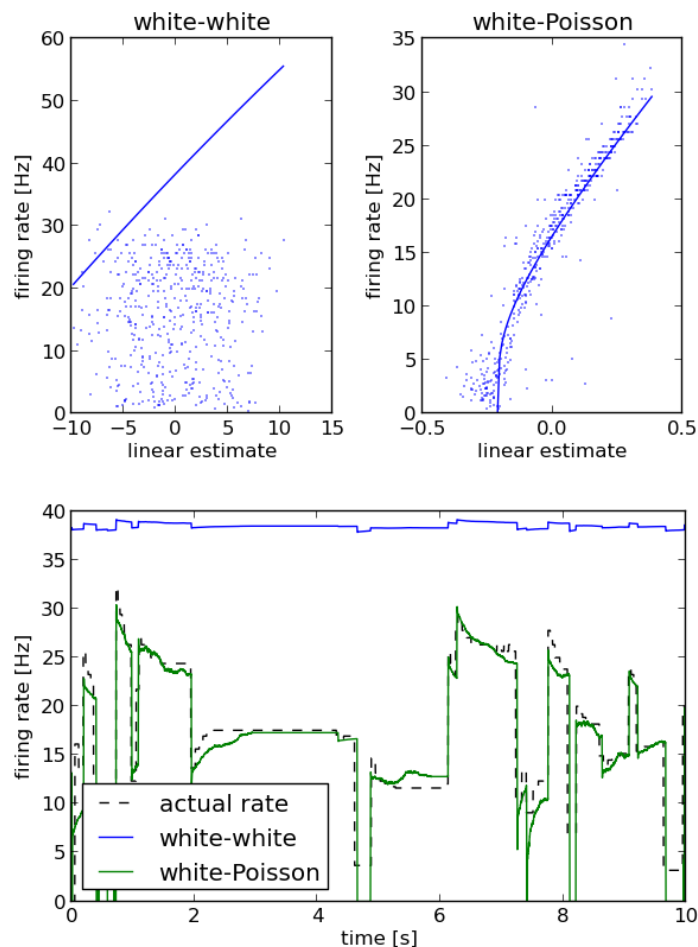 white-white
60
50
40
30
20
10
0
firing rate [Hz]
−10 −5 0 5 10 15
linear estimate
white-Poisson
35
30
25
20
15
10
5
0
firing rate [Hz]
−0.5 0.0 0.5
linear estimate
40
35
30
25
20
15
10
5
0
firing rate [Hz]
actual rate
white-white
white-Poisson
0 2 4 6 8 10
time [s]